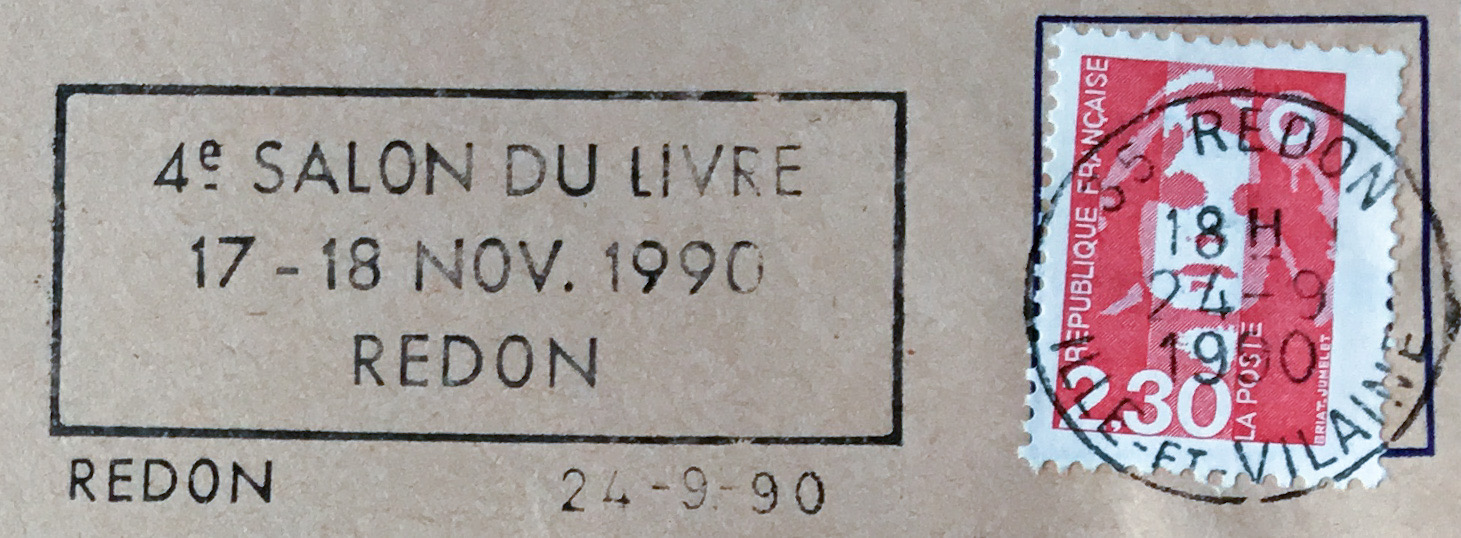 4e SALON DU LIVRE
17 - 18 NOV. 1990
REDON
REDON 24-9-90
RÉPUBLIQUE FRANÇAISE
2,30
LA POSTE
BRIAT-JUMELET
35 REDON
18 H
24-9
1990
ILLE-ET-VILAINE